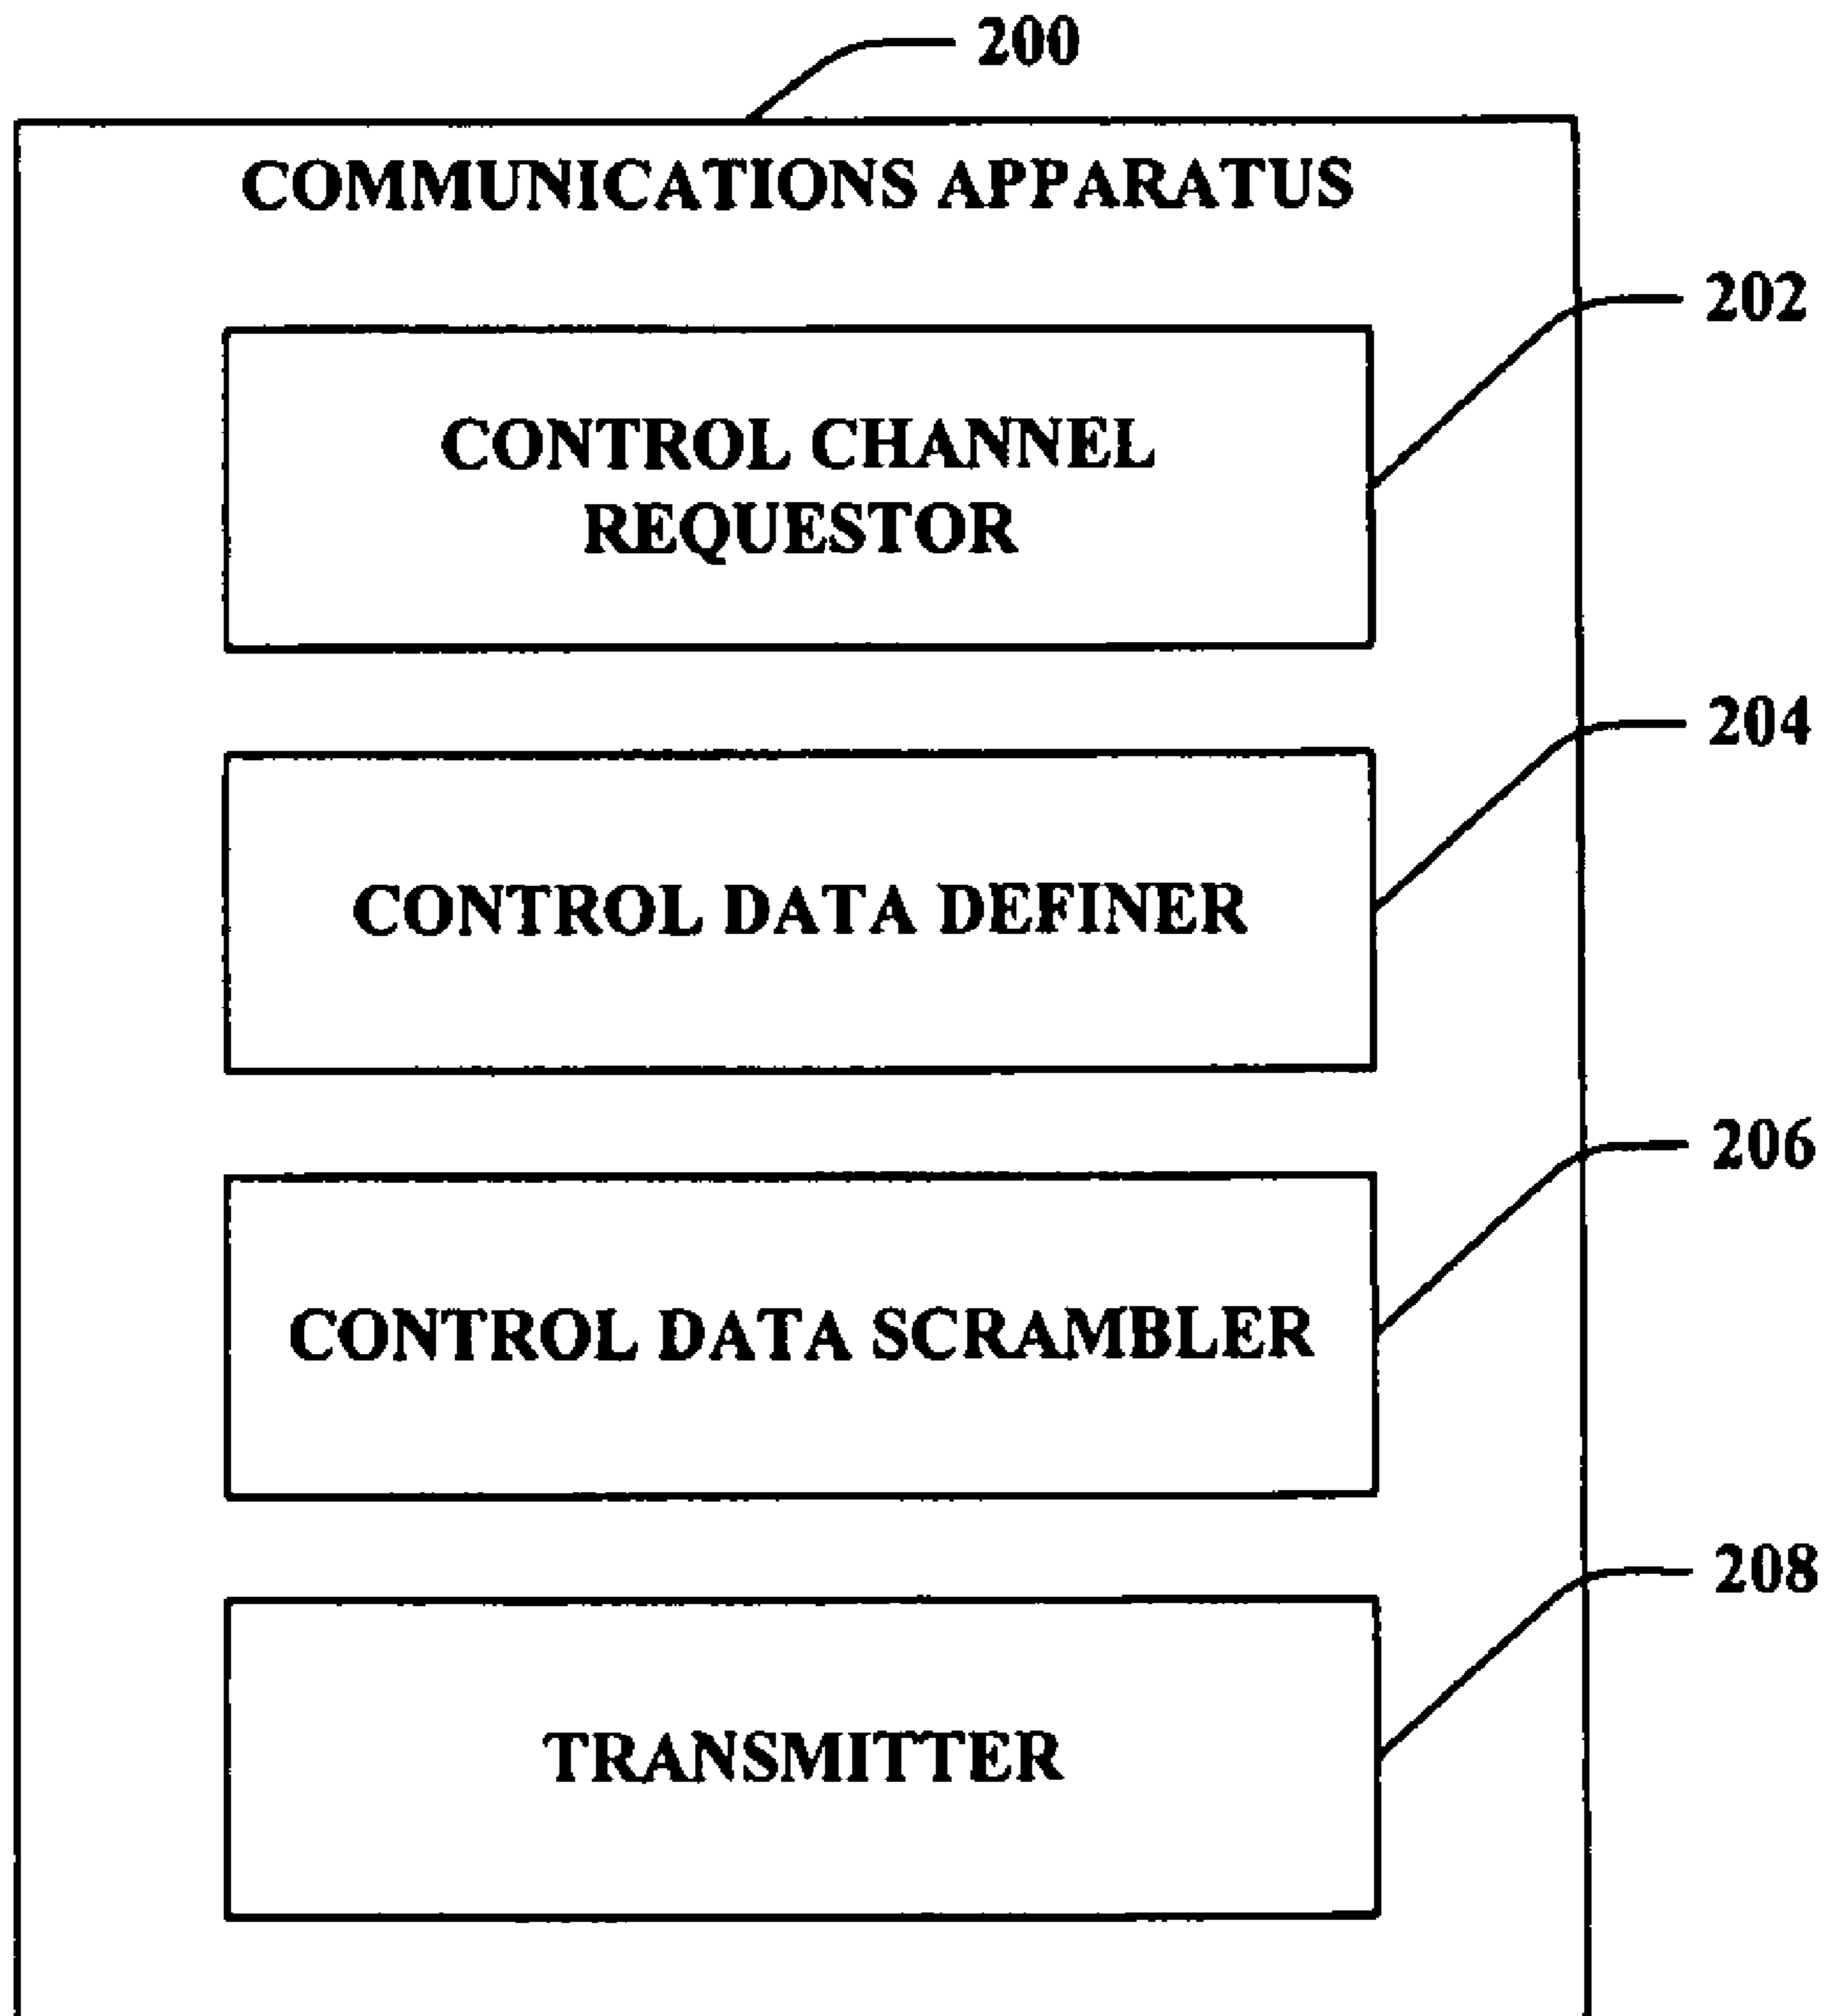 200
COMMUNICATIONS APPARATUS
202
CONTROL CHANNEL
REQUESTOR
204
CONTROL DATA DEFINER
206
CONTROL DATA SCRAMBLER
208
TRANSMITTER